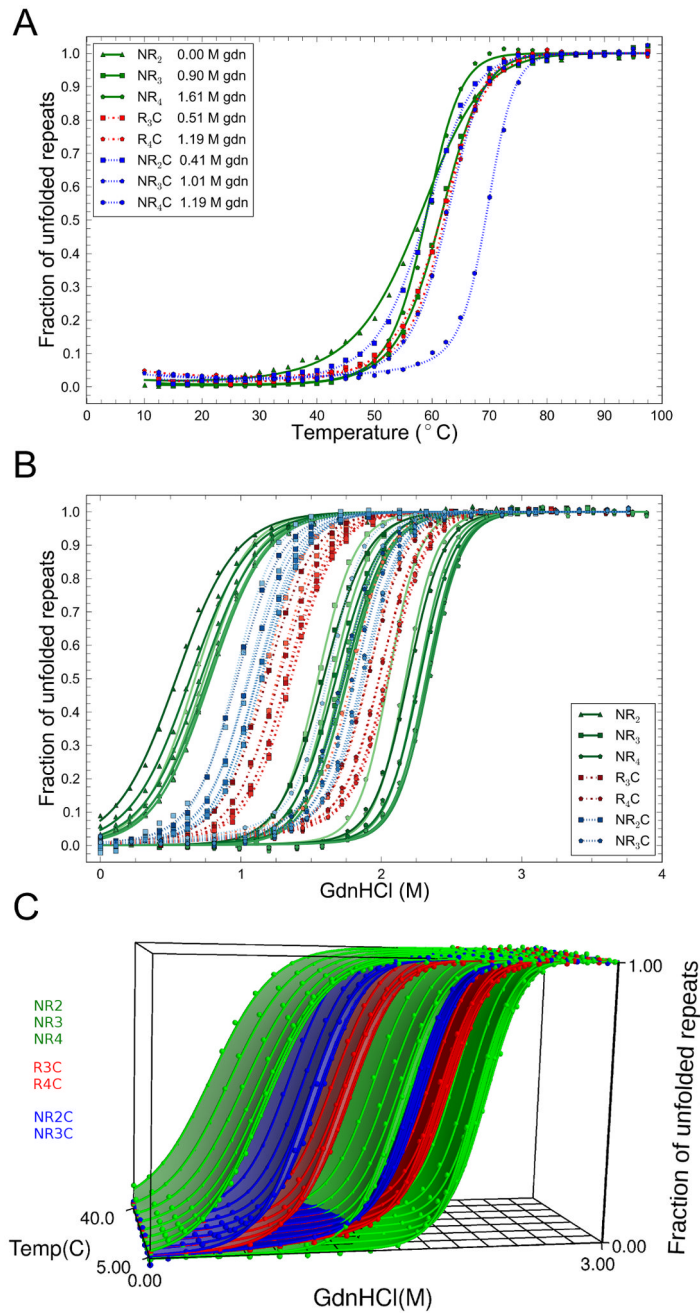 A
NR2 0.00 M gdn
NR3 0.90 M gdn
NR4 1.61 M gdn
R3C 0.51 M gdn
R4C 1.19 M gdn
NR2C 0.41 M gdn
NR3C 1.01 M gdn
NR4C 1.19 M gdn
Fraction of unfolded repeats
1.0
0.9
0.8
0.7
0.6
0.5
0.4
0.3
0.2
0.1
0.0
0 10 20 30 40 50 60 70 80 90 100
Temperature (°C)
B
Fraction of unfolded repeats
1.0
0.9
0.8
0.7
0.6
0.5
0.4
0.3
0.2
0.1
0.0
NR2
NR3
NR4
R3C
R4C
NR2C
NR3C
0 1 2 3 4
GdnHCl (M)
C
NR2
NR3
NR4
R3C
R4C
NR2C
NR3C
1.00
Fraction of unfolded repeats
40.0
Temp(C)
5.00
0.00
0.00
3.00
GdnHCl(M)